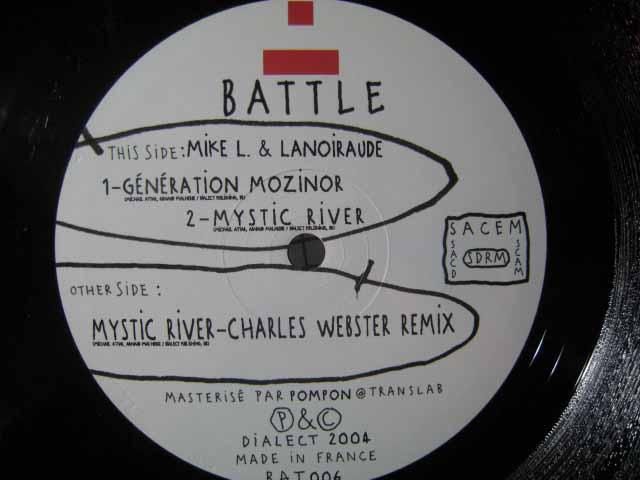 BATTLE
THIS SIDE: MIKE L. & LANOIRAUDE
1-GÉNÉRATION MOZINOR
2-MYSTIC RIVER
SACEM
SACD
SDRM
SCAM
OTHER SIDE :
MYSTIC RIVER-CHARLES WEBSTER REMIX
MASTERISÉ PAR POMPON @ TRANSLAB
Ⓟ & ©
DIALECT 2004
MADE IN FRANCE
BAT006